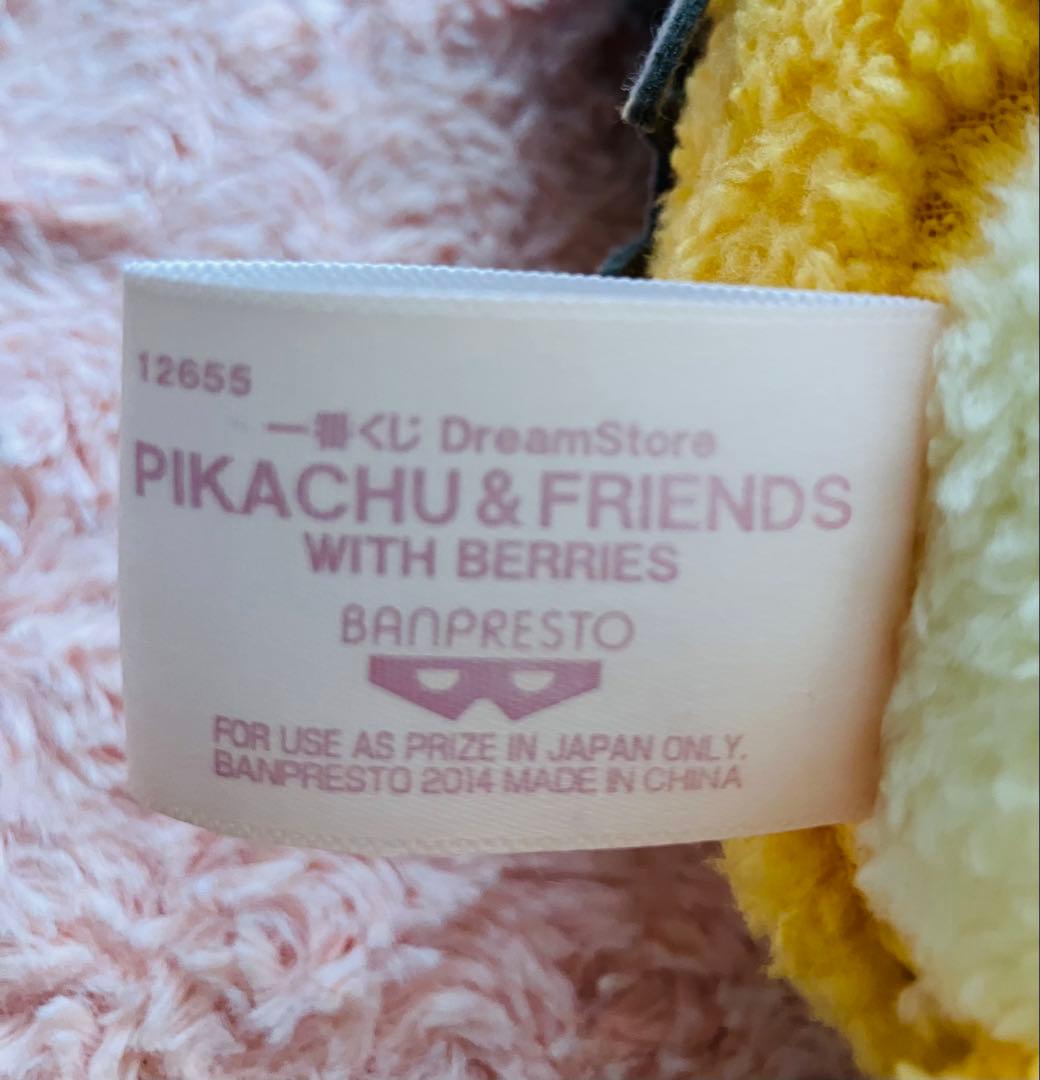 12655
一番くじ DreamStore
PIKACHU & FRIENDS
WITH BERRIES
BANPRESTO
FOR USE AS PRIZE IN JAPAN ONLY.
BANPRESTO 2014 MADE IN CHINA